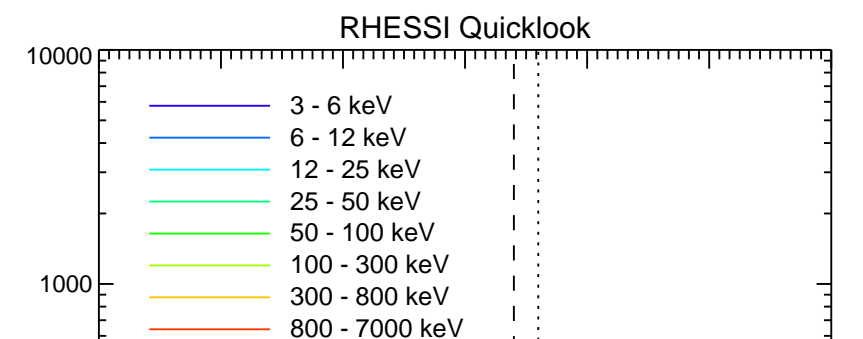 RHESSI Quicklook
10000
3 - 6 keV
6 - 12 keV
12 - 25 keV
25 - 50 keV
50 - 100 keV
100 - 300 keV
1000
300 - 800 keV
800 - 7000 keV